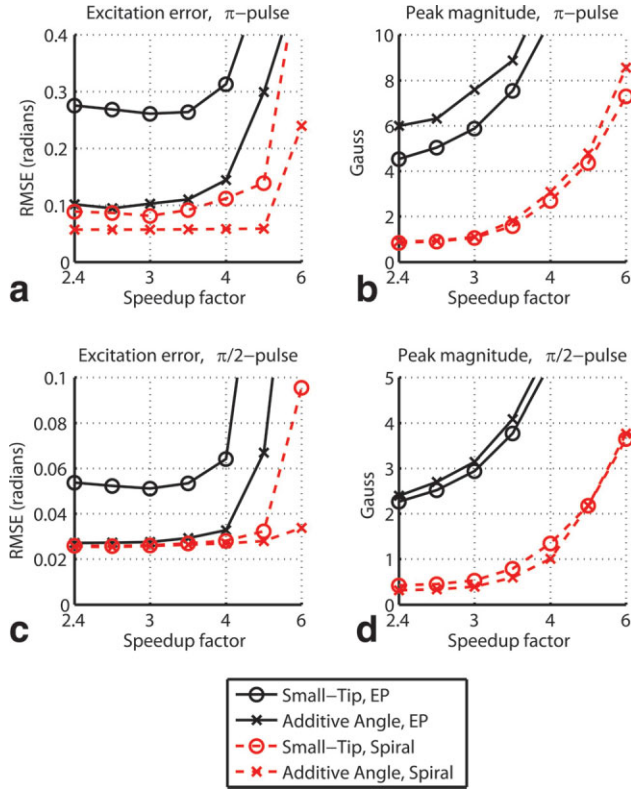 Excitation error, π−pulse
0.4
0.3
0.2
0.1
0
RMSE (radians)
2.4 3 4 6
Speedup factor
a
Peak magnitude, π−pulse
10
8
6
4
2
0
Gauss
2.4 3 4 6
Speedup factor
b
Excitation error, π/2−pulse
0.1
0.08
0.06
0.04
0.02
0
RMSE (radians)
2.4 3 4 6
Speedup factor
c
Peak magnitude, π/2−pulse
5
4
3
2
1
0
Gauss
2.4 3 4 6
Speedup factor
d
Small−Tip, EP
Additive Angle, EP
Small−Tip, Spiral
Additive Angle, Spiral